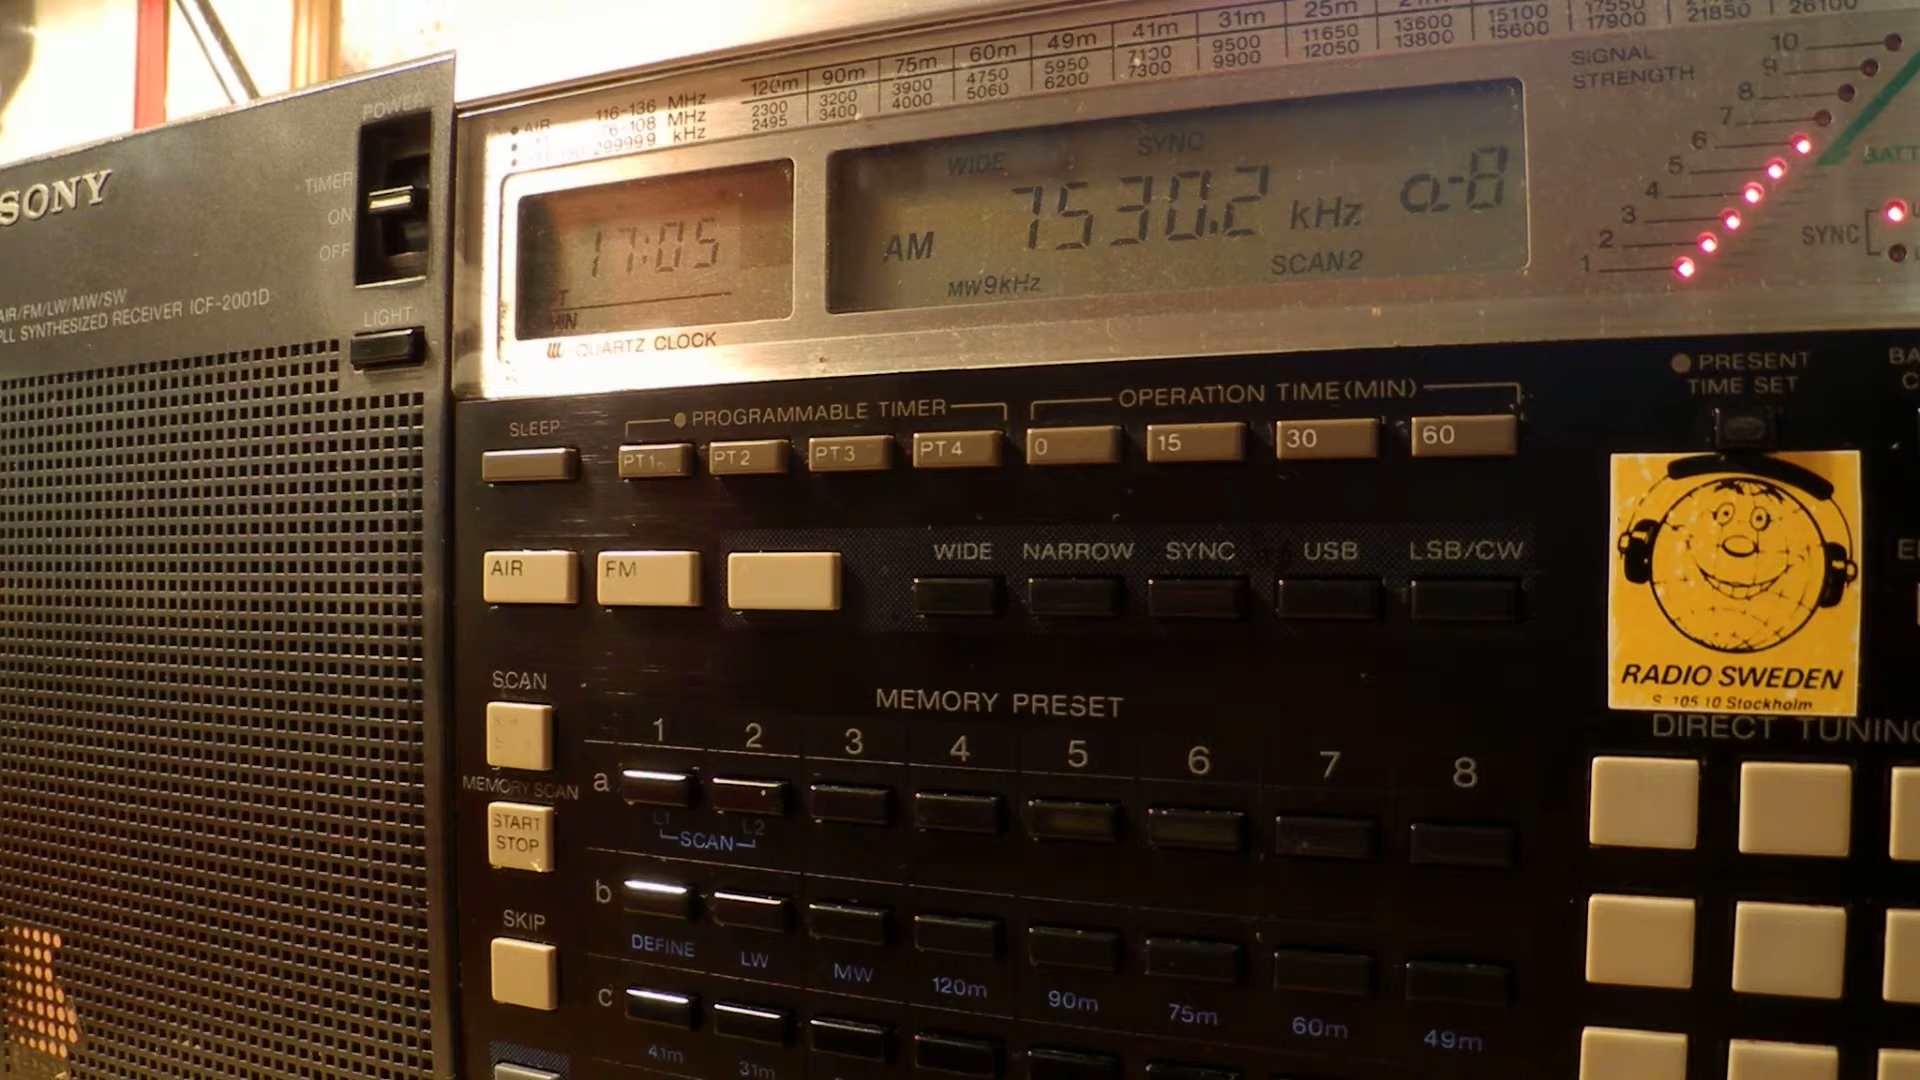 SONY
POWER
TIMER
ON
OFF
AIR/FM/LW/MW/SW
PLL SYNTHESIZED RECEIVER ICF-2001D
LIGHT
AIR 116-136 MHz
76-108 MHz
kHz
120m 90m 75m 60m 49m 41m 31m 25m
2300 3200 3900 4750 5950 7100 9500 11650 13600 15100 17550
2495 3400 4000 5060 6200 7300 9900 12050 13800 15600 17900 21850 26100
17:05
QUARTZ CLOCK
WIDE SYNC
AM 7530.2 kHz a-8
MW9kHz SCAN2
SIGNAL
STRENGTH
10
9
8
7
6
5
4
3
2
1
SYNC
SLEEP
PROGRAMMABLE TIMER
OPERATION TIME(MIN)
PT1 PT2 PT3 PT4 0 15 30 60
PRESENT
TIME SET
AIR FM
WIDE NARROW SYNC USB LSB/CW
RADIO SWEDEN
S-105 10 Stockholm
DIRECT TUNING
SCAN
MEMORY SCAN
START
STOP
SKIP
MEMORY PRESET
1 2 3 4 5 6 7 8
a
L1 SCAN L2
b
DEFINE LW MW 120m 90m 75m 60m 49m
c
41m 31m